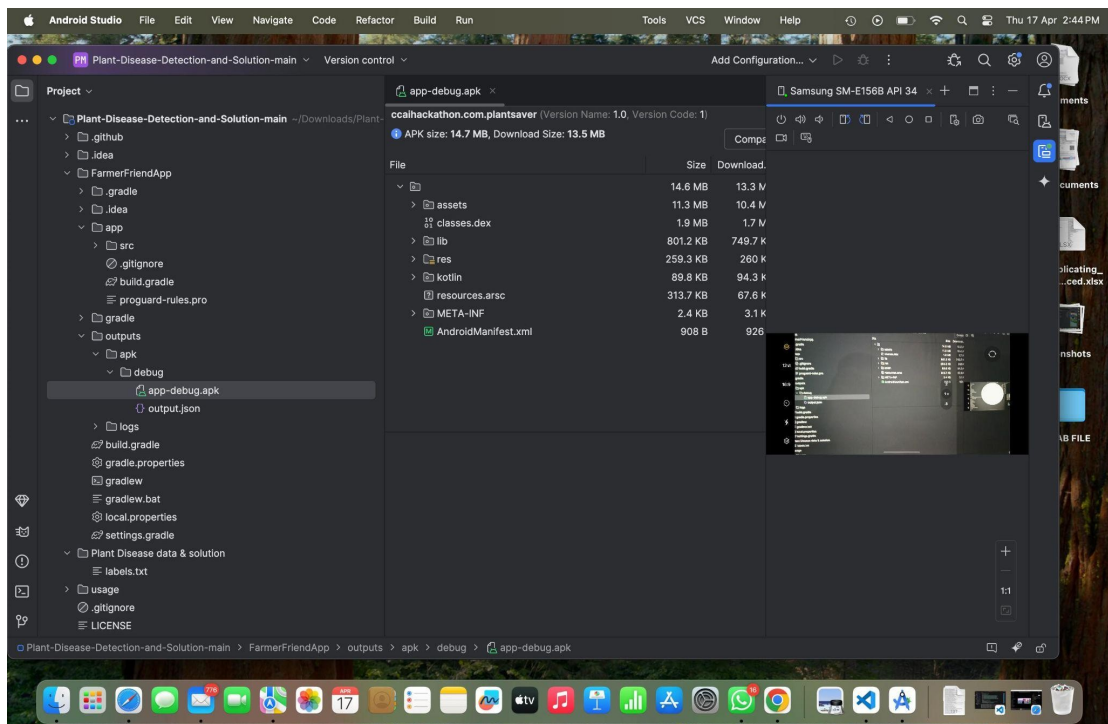 Android Studio File Edit View Navigate Code Refactor Build Run Tools VCS Window Help Thu 17 Apr 2:44 PM
PM Plant-Disease-Detection-and-Solution-main Version control Add Configuration...
Project
app-debug.apk
Samsung SM-E156B API 34
Plant-Disease-Detection-and-Solution-main ~/Downloads/Plant-
.github
.idea
FarmerFriendApp
.gradle
.idea
app
src
.gitignore
build.gradle
proguard-rules.pro
gradle
outputs
apk
debug
app-debug.apk
output.json
logs
build.gradle
gradle.properties
gradlew
gradlew.bat
local.properties
settings.gradle
Plant Disease data & solution
labels.txt
usage
.gitignore
LICENSE
ccaihackathon.com.plantsaver (Version Name: 1.0, Version Code: 1)
APK size: 14.7 MB, Download Size: 13.5 MB
Compa
File Size Download.
14.6 MB 13.3 M
assets 11.3 MB 10.4 M
classes.dex 1.9 MB 1.7 M
lib 801.2 KB 749.7 K
res 259.3 KB 260 K
kotlin 89.8 KB 94.3 K
resources.arsc 313.7 KB 67.6 K
META-INF 2.4 KB 3.1 K
AndroidManifest.xml 908 B 926
1:1
ments
cuments
plicating_
...ced.xlsx
nshots
AB FILE
Plant-Disease-Detection-and-Solution-main > FarmerFriendApp > outputs > apk > debug > app-debug.apk
776
APR
17
tv
16